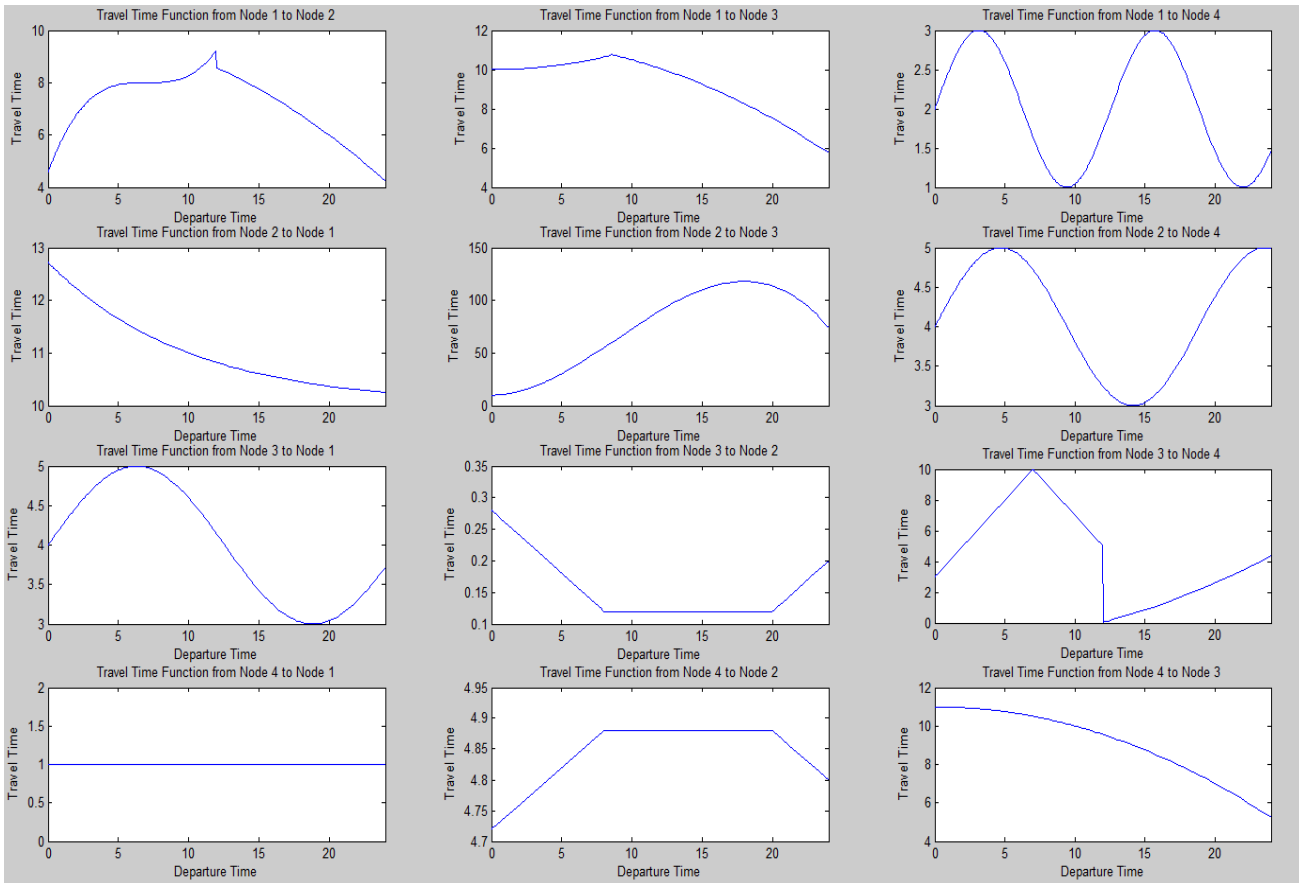 Travel Time Function from Node 1 to Node 2
Travel Time
10
8
6
4
0 5 10 15 20
Departure Time
Travel Time Function from Node 1 to Node 3
Travel Time
12
10
8
6
4
0 5 10 15 20
Departure Time
Travel Time Function from Node 1 to Node 4
Travel Time
3
2.5
2
1.5
1
0 5 10 15 20
Departure Time
Travel Time Function from Node 2 to Node 1
Travel Time
13
12
11
10
0 5 10 15 20
Departure Time
Travel Time Function from Node 2 to Node 3
Travel Time
150
100
50
0
0 5 10 15 20
Departure Time
Travel Time Function from Node 2 to Node 4
Travel Time
5
4.5
4
3.5
3
0 5 10 15 20
Departure Time
Travel Time Function from Node 3 to Node 1
Travel Time
5
4.5
4
3.5
3
0 5 10 15 20
Departure Time
Travel Time Function from Node 3 to Node 2
Travel Time
0.35
0.3
0.25
0.2
0.15
0.1
0 5 10 15 20
Departure Time
Travel Time Function from Node 3 to Node 4
Travel Time
10
8
6
4
2
0
0 5 10 15 20
Departure Time
Travel Time Function from Node 4 to Node 1
Travel Time
2
1.5
1
0.5
0
0 5 10 15 20
Departure Time
Travel Time Function from Node 4 to Node 2
Travel Time
4.95
4.9
4.85
4.8
4.75
4.7
0 5 10 15 20
Departure Time
Travel Time Function from Node 4 to Node 3
Travel Time
12
10
8
6
4
0 5 10 15 20
Departure Time